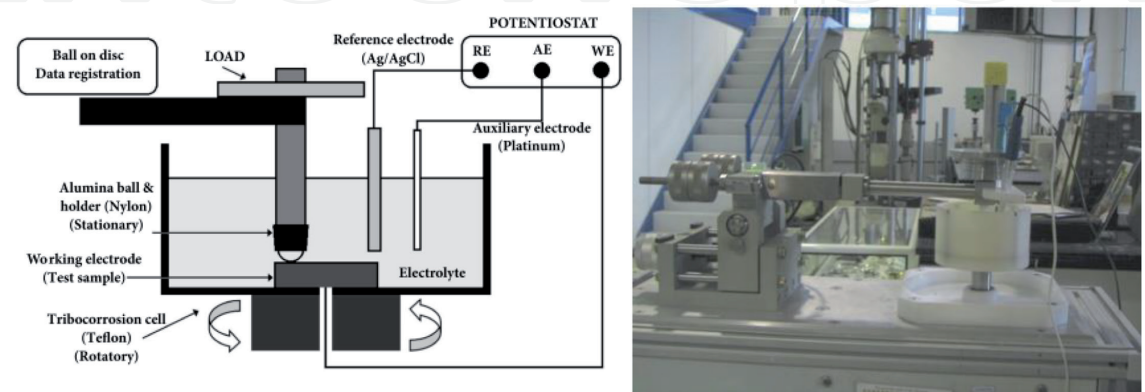 POTENTIOSTAT
Ball on disc
Data registration
LOAD
Reference electrode
(Ag/AgCl)
RE
AE
WE
Auxiliary electrode
(Platinum)
Alumina ball &
holder (Nylon)
(Stationary)
Working electrode
(Test sample)
Electrolyte
Tribocorrosion cell
(Teflon)
(Rotatory)